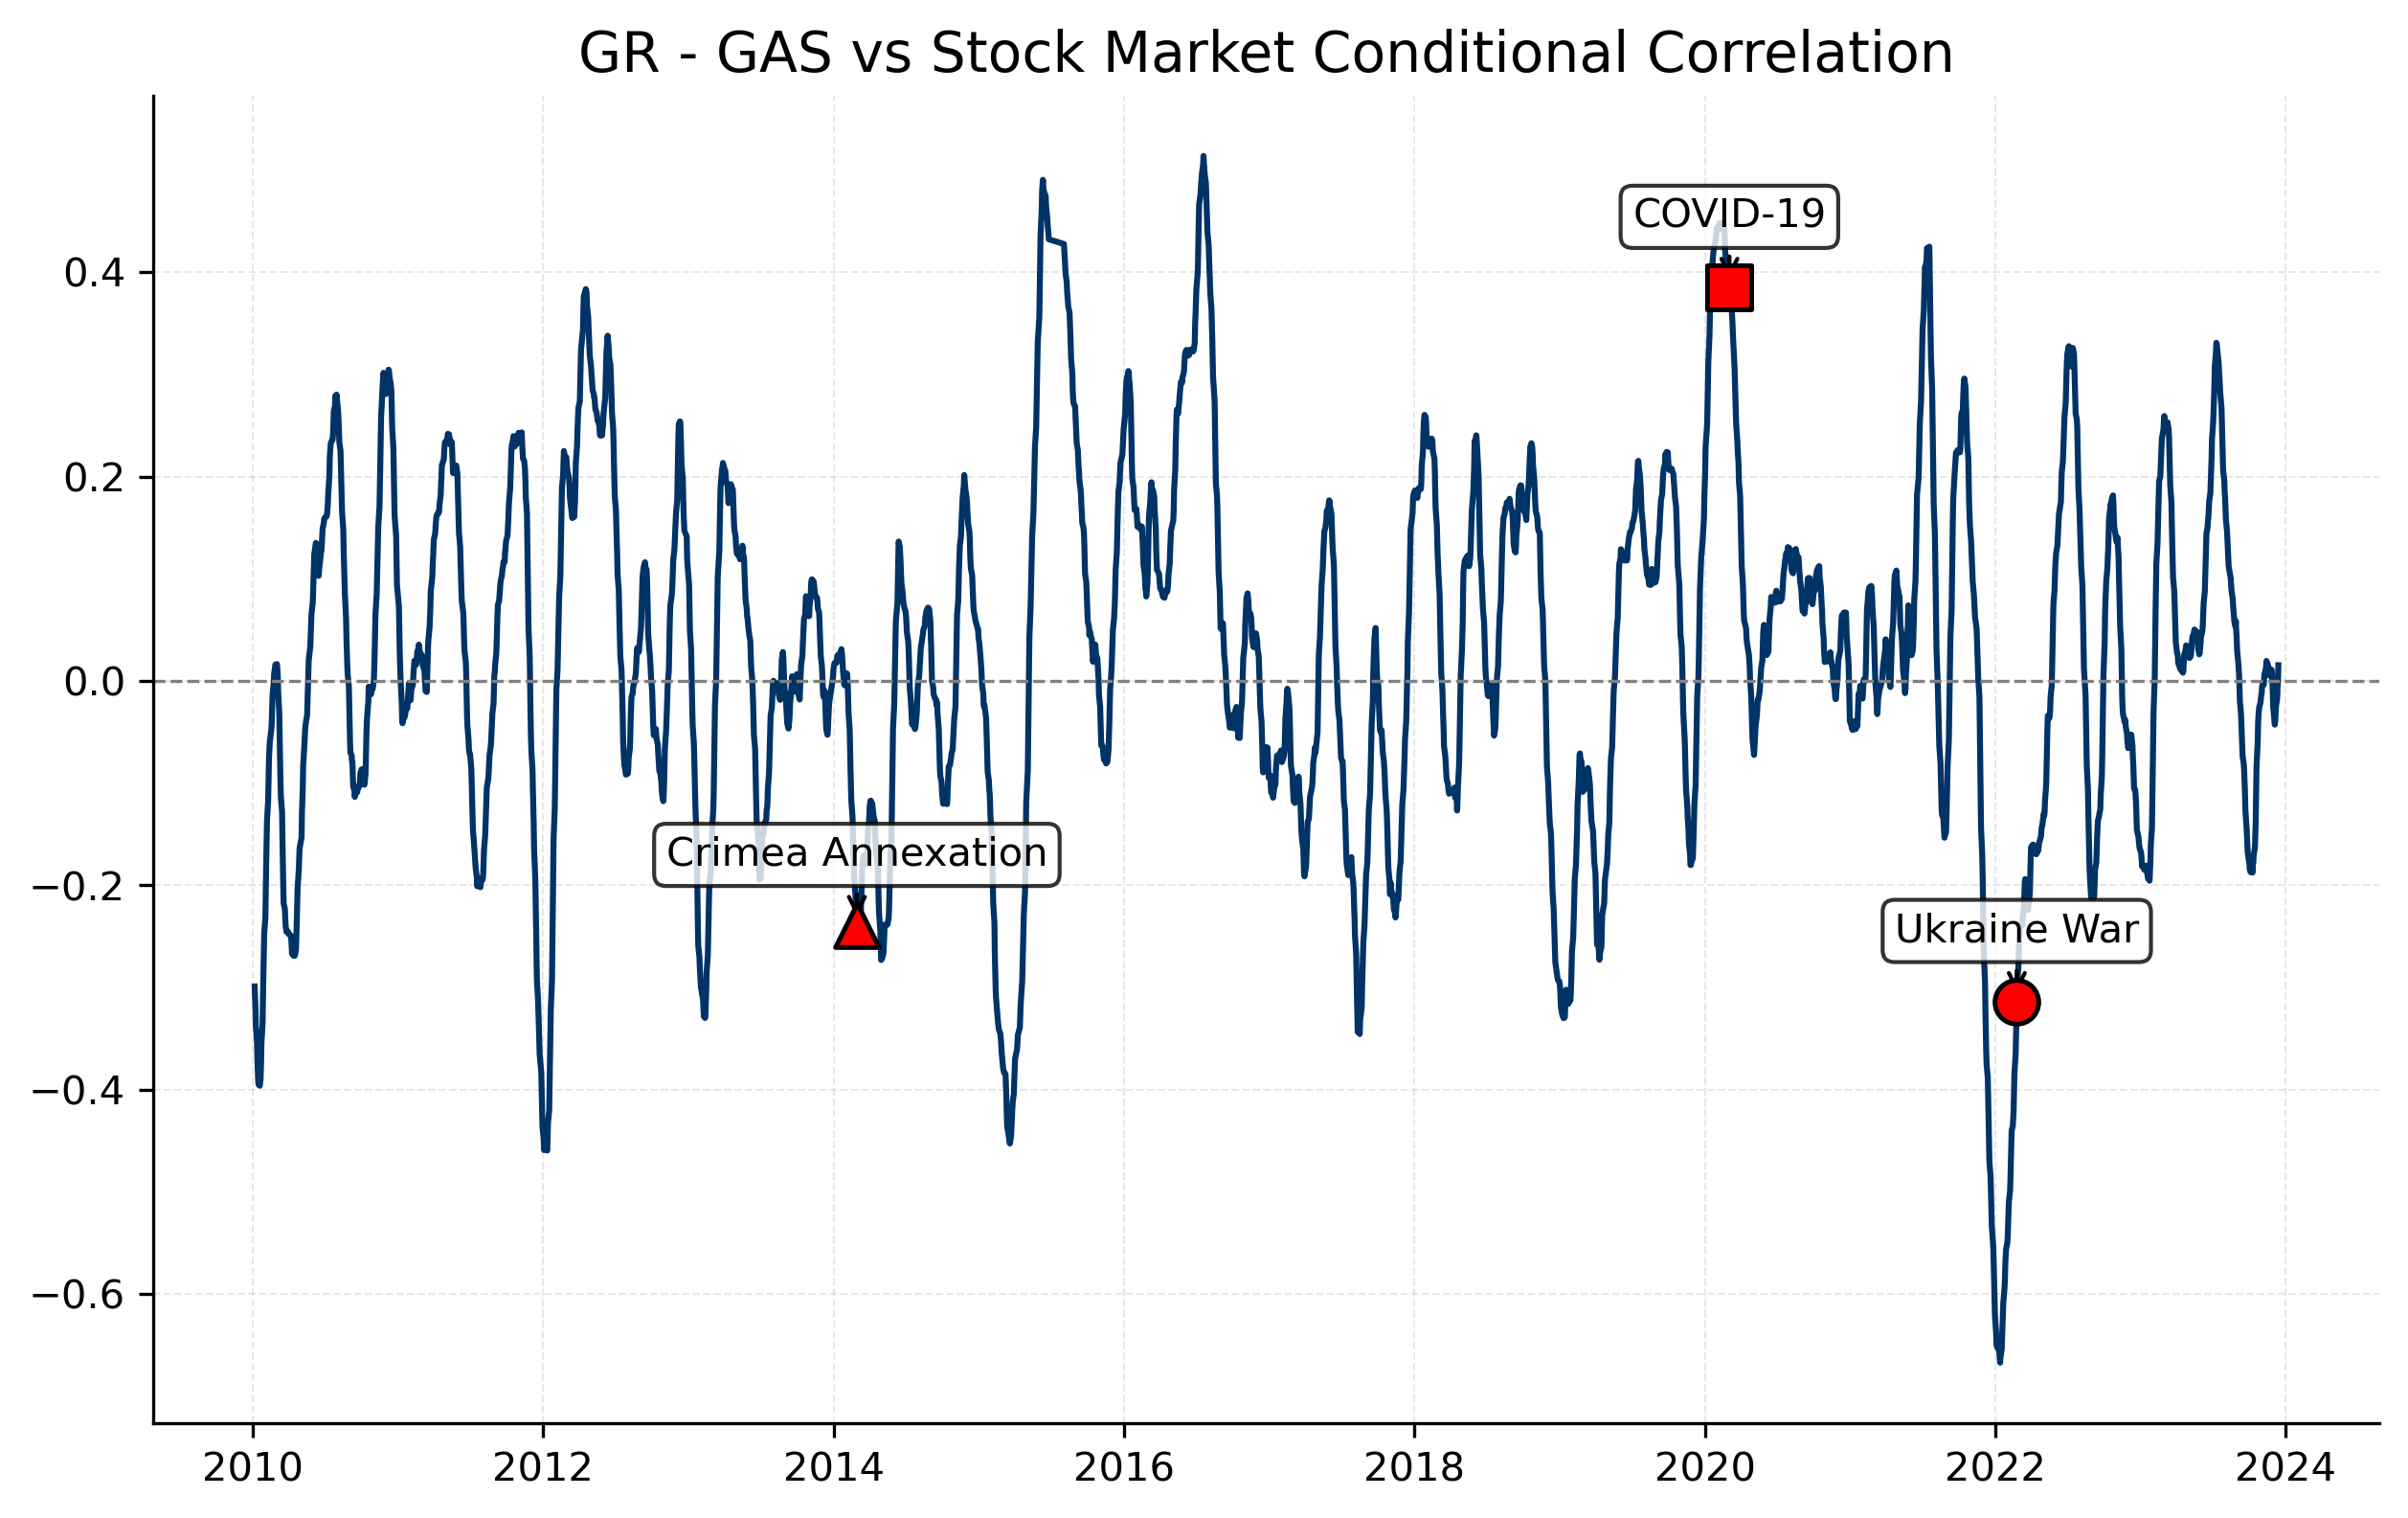 GR - GAS vs Stock Market Conditional Correlation
COVID-19
Crimea Annexation
Ukraine War
0.4
0.2
0.0
−0.2
−0.4
−0.6
2010 2012 2014 2016 2018 2020 2022 2024